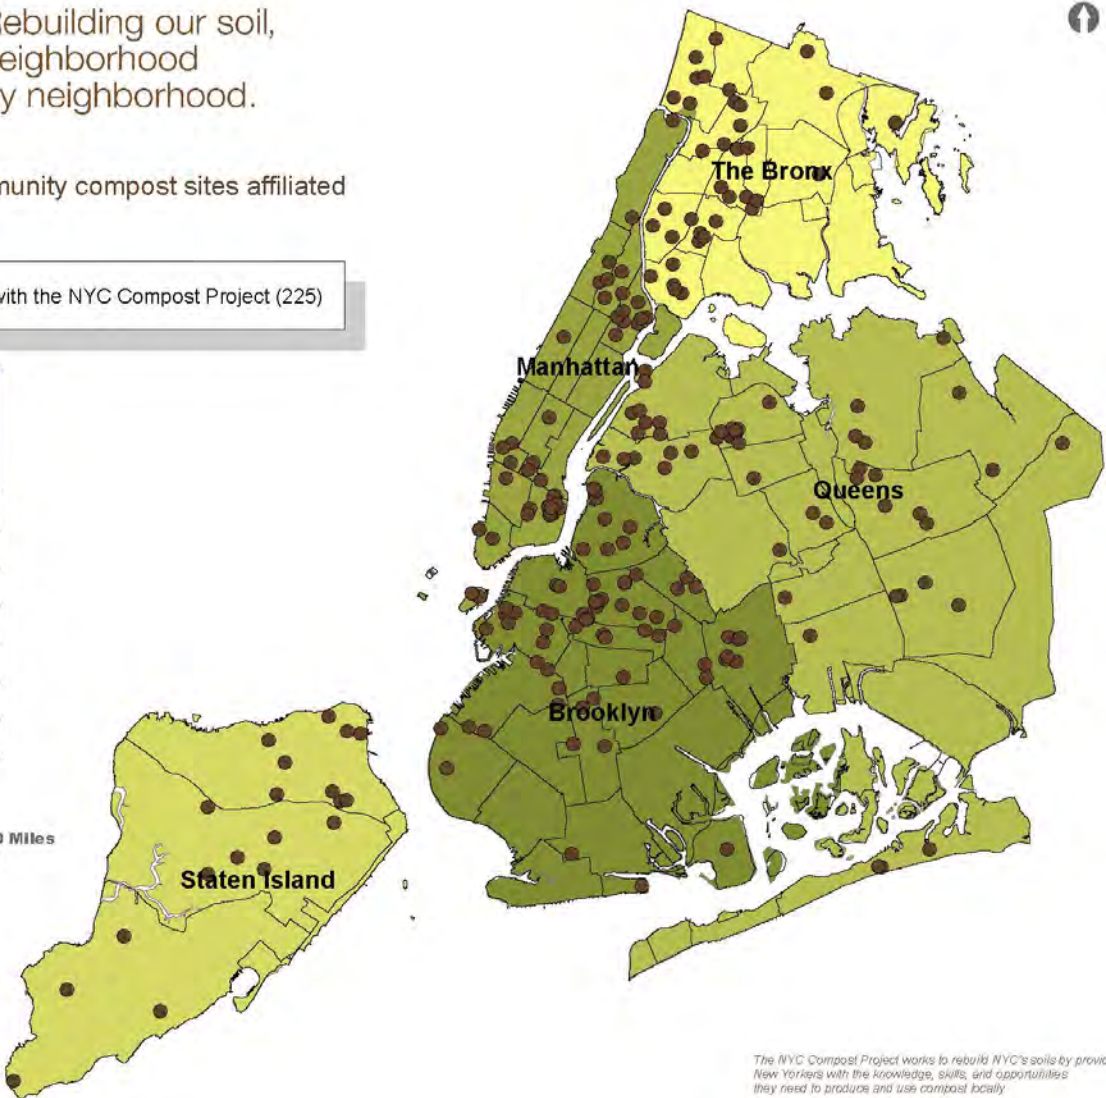 ebuilding our soil,
eighborhood
y neighborhood.
munity compost sites affiliated
with the NYC Compost Project (225)
The Bronx
Manhattan
Queens
Brooklyn
Miles
Staten Island
The NYC Compost Project works to rebuild NYC's soils by provid
New Yorkers with the knowledge, skills, and opportunities
they need to produce and use compost locally